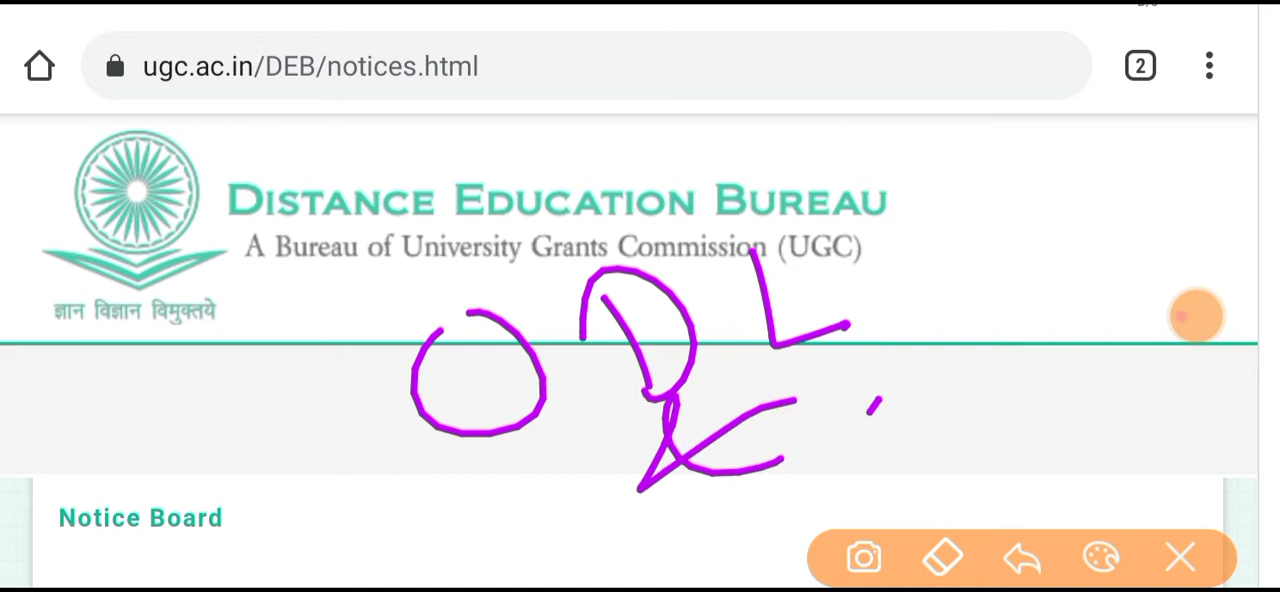 2
ugc.ac.in/DEB/notices.html
DISTANCE EDUCATION BUREAU
A Bureau of University Grants Commission (UGC)
ज्ञान विज्ञान विमुक्तये
ODL
Notice Board